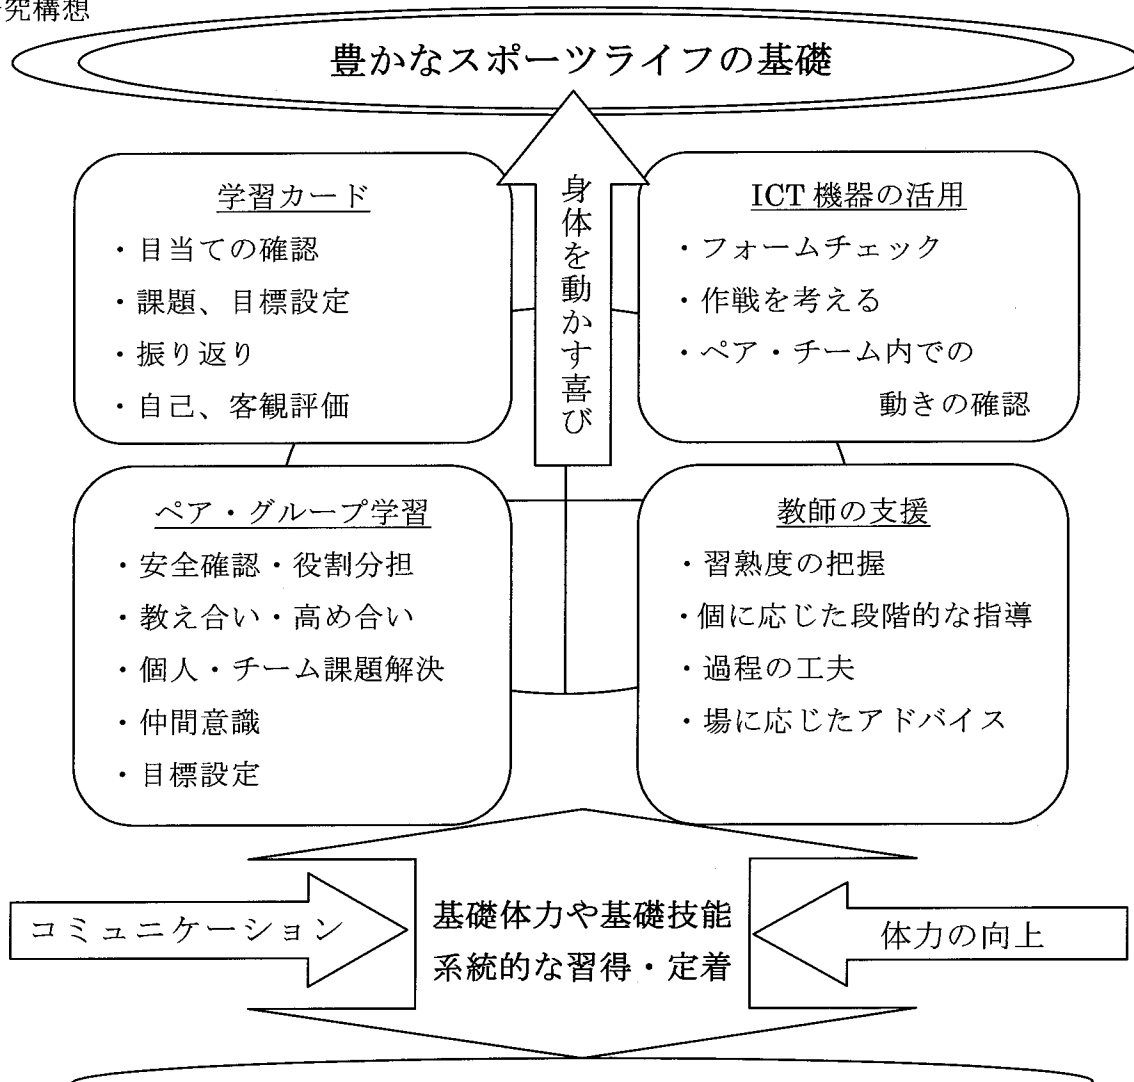 究構想
豊かなスポーツライフの基礎
身体を動かす喜び
学習カード
・目当ての確認
・課題、目標設定
・振り返り
・自己、客観評価
ICT 機器の活用
・フォームチェック
・作戦を考える
・ペア・チーム内での
動きの確認
ペア・グループ学習
・安全確認・役割分担
・教え合い・高め合い
・個人・チーム課題解決
・仲間意識
・目標設定
教師の支援
・習熟度の把握
・個に応じた段階的な指導
・過程の工夫
・場に応じたアドバイス
コミュニケーション
基礎体力や基礎技能
系統的な習得・定着
体力の向上